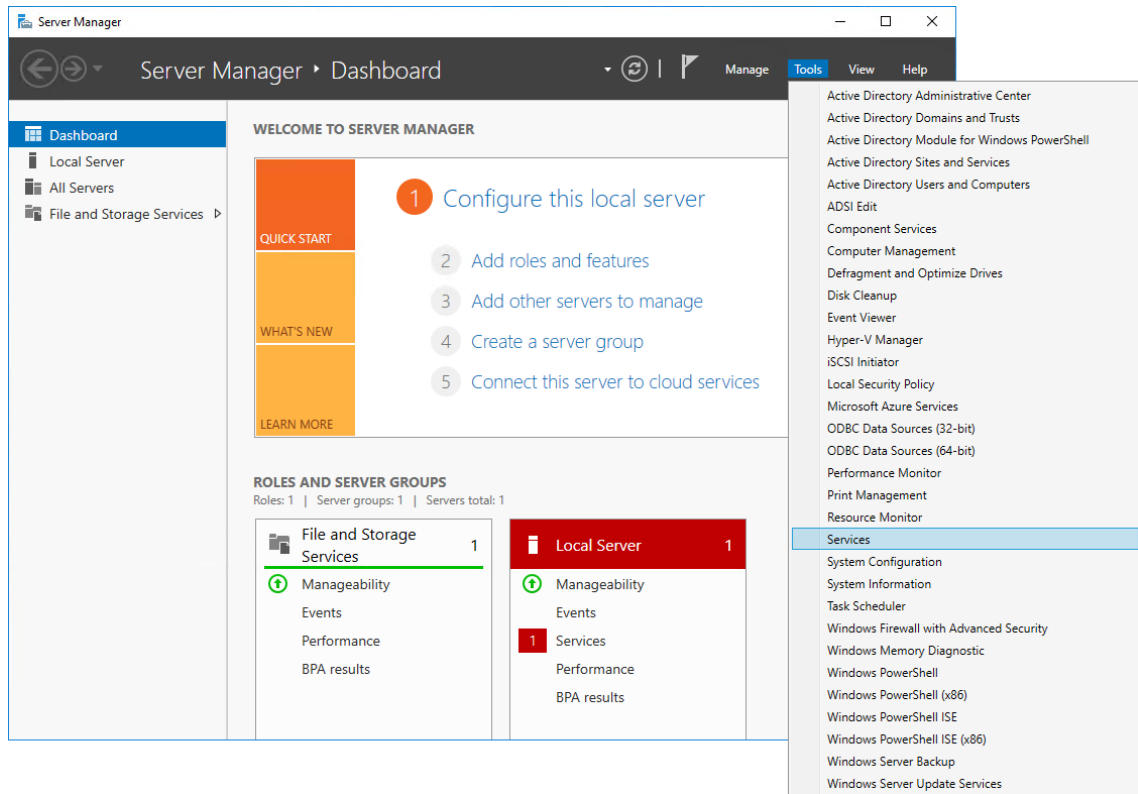 Server Manager
Server Manager ‣ Dashboard
Manage Tools View Help
Dashboard
Local Server
All Servers
File and Storage Services
WELCOME TO SERVER MANAGER
QUICK START
WHAT'S NEW
LEARN MORE
1 Configure this local server
2 Add roles and features
3 Add other servers to manage
4 Create a server group
5 Connect this server to cloud services
ROLES AND SERVER GROUPS
Roles: 1 | Server groups: 1 | Servers total: 1
File and Storage
Services 1
Manageability
Events
Performance
BPA results
Local Server 1
Manageability
Events
1 Services
Performance
BPA results
Active Directory Administrative Center
Active Directory Domains and Trusts
Active Directory Module for Windows PowerShell
Active Directory Sites and Services
Active Directory Users and Computers
ADSI Edit
Component Services
Computer Management
Defragment and Optimize Drives
Disk Cleanup
Event Viewer
Hyper-V Manager
iSCSI Initiator
Local Security Policy
Microsoft Azure Services
ODBC Data Sources (32-bit)
ODBC Data Sources (64-bit)
Performance Monitor
Print Management
Resource Monitor
Services
System Configuration
System Information
Task Scheduler
Windows Firewall with Advanced Security
Windows Memory Diagnostic
Windows PowerShell
Windows PowerShell (x86)
Windows PowerShell ISE
Windows PowerShell ISE (x86)
Windows Server Backup
Windows Server Update Services